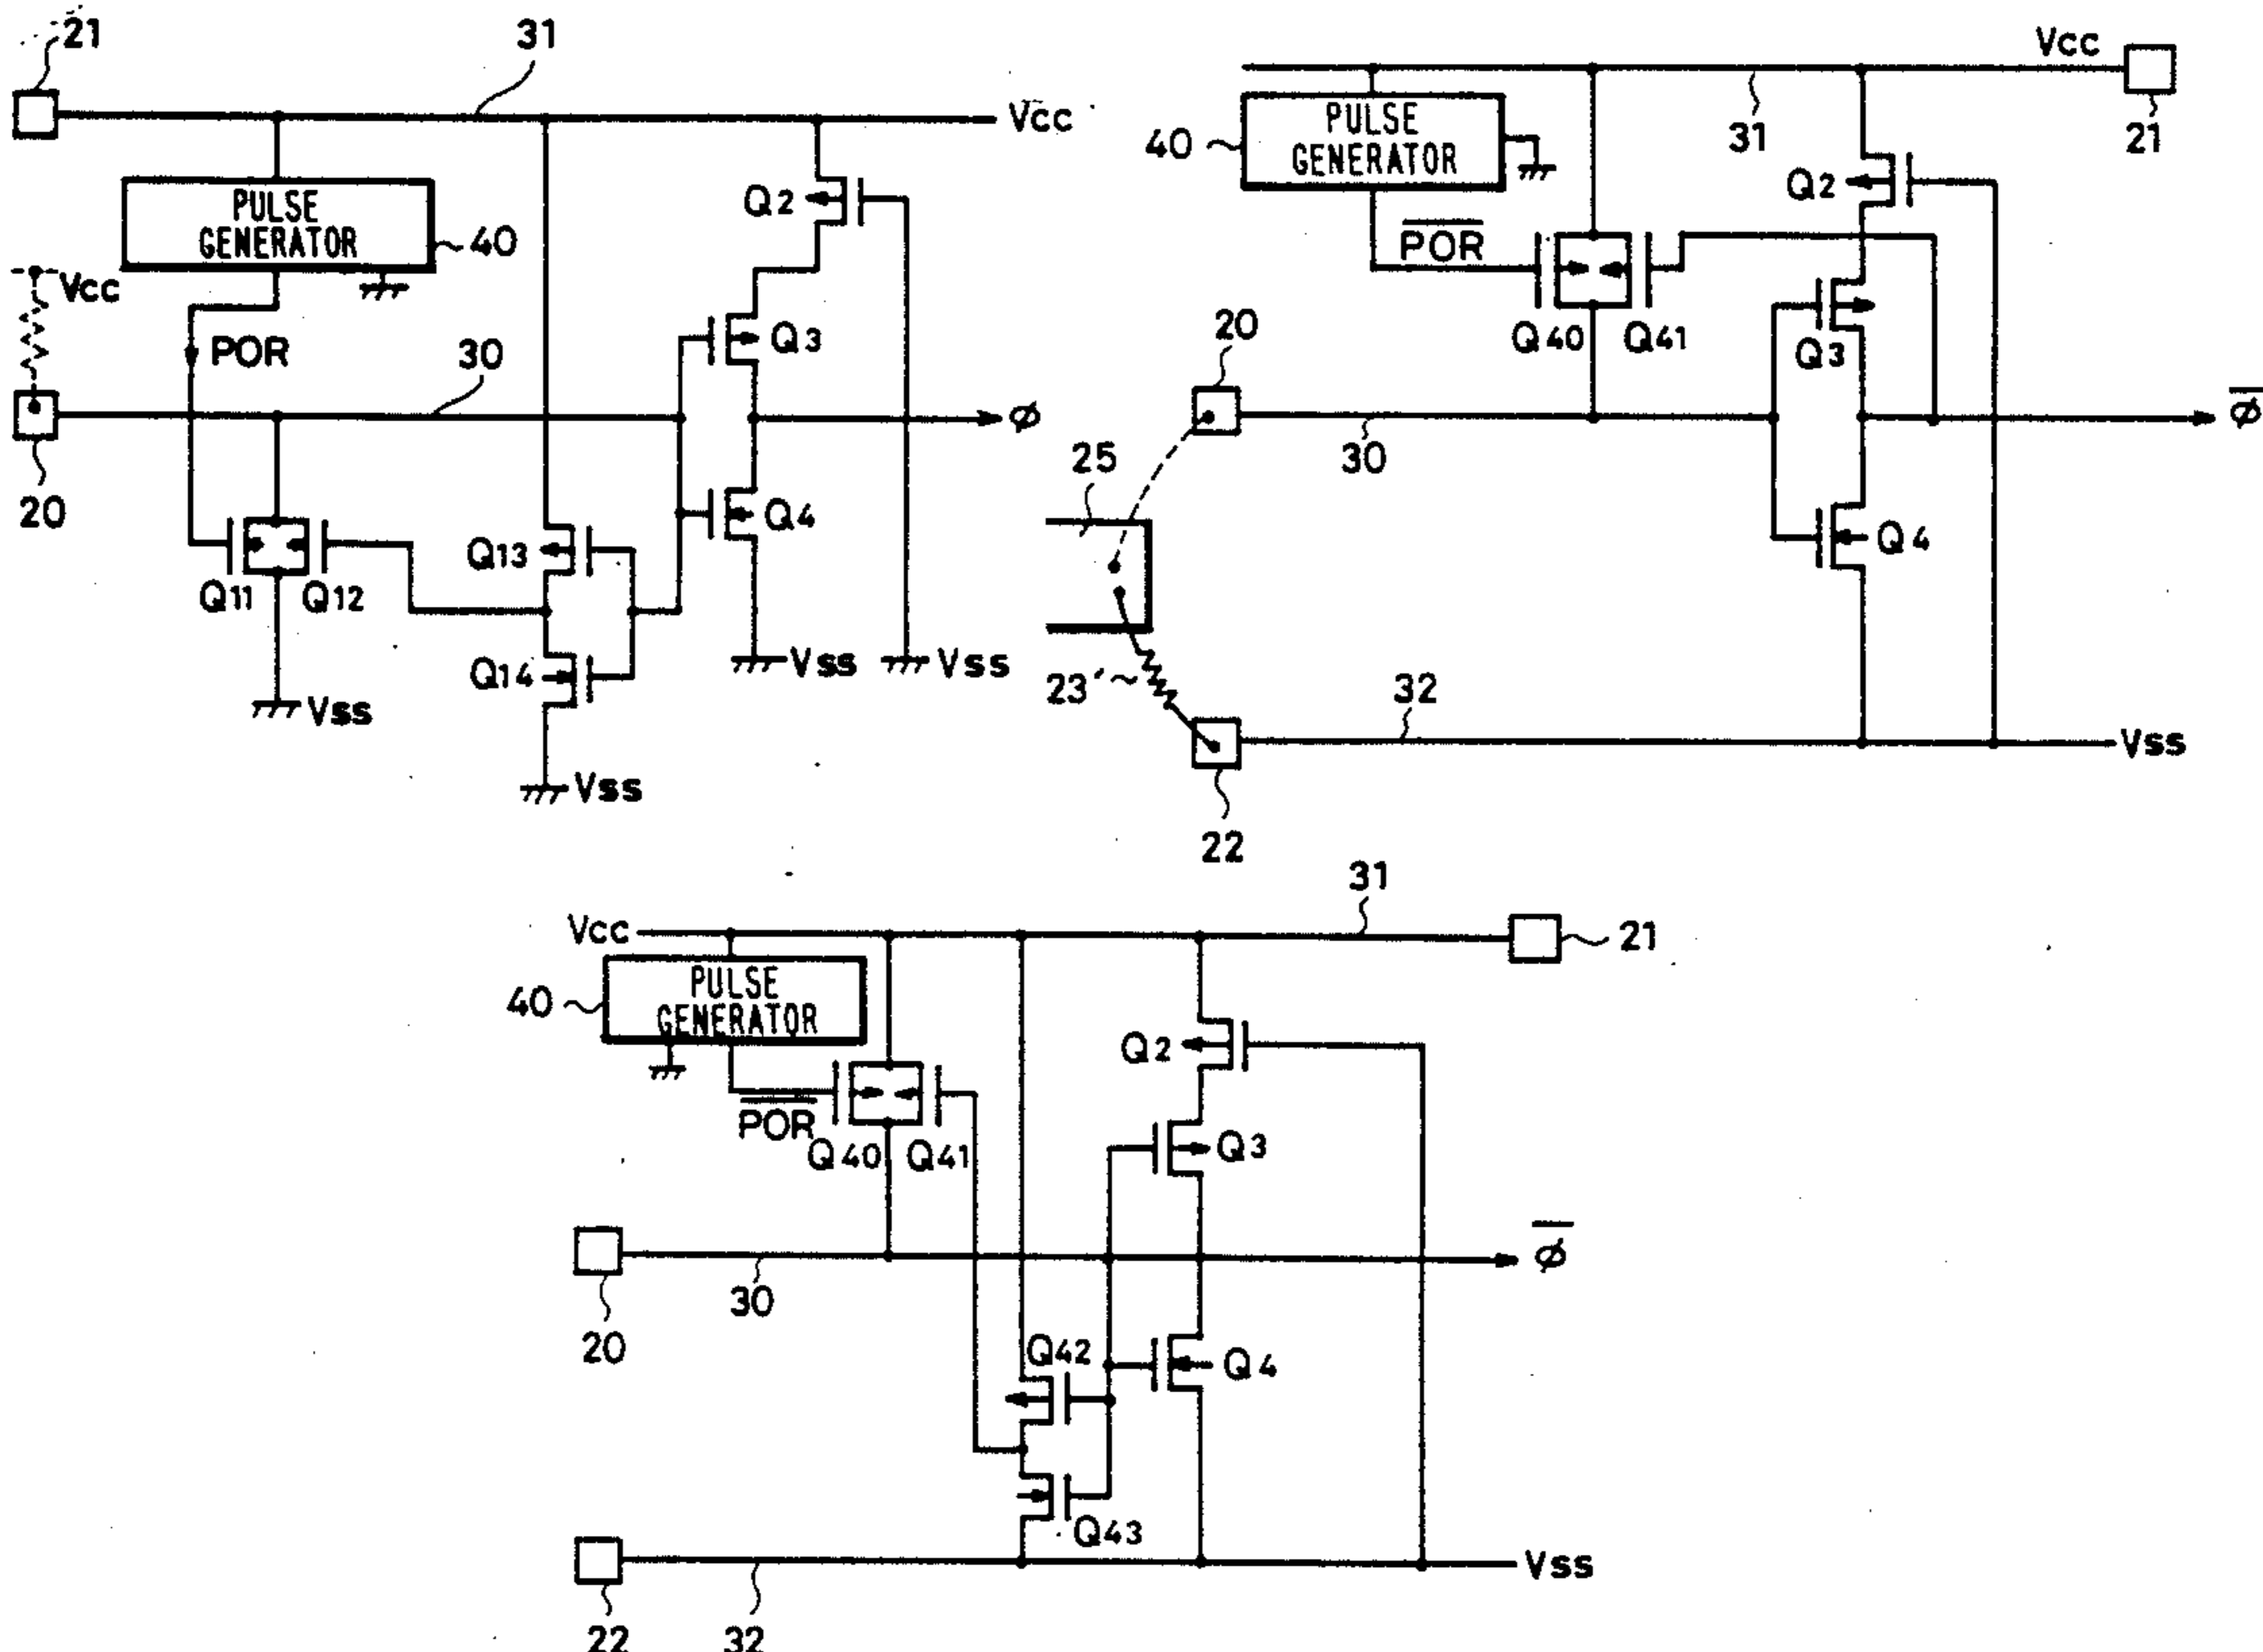 21
31
Vcc
PULSE
GENERATOR
40
Q2
Vcc
POR
30
Q3
φ
20
Q11
Q12
Q13
Q4
Q14
Vss
Vss
Vss
Vss
Vcc
31
21
PULSE
GENERATOR
40
Q2
P̅O̅R̅
Q40
Q41
Q3
20
30
φ̅
25
Q4
23'
32
Vss
22
Vcc
31
21
PULSE
GENERATOR
40
Q2
P̅O̅R̅
Q40
Q41
Q3
φ̅
20
30
Q42
Q4
Q43
Vss
22
32